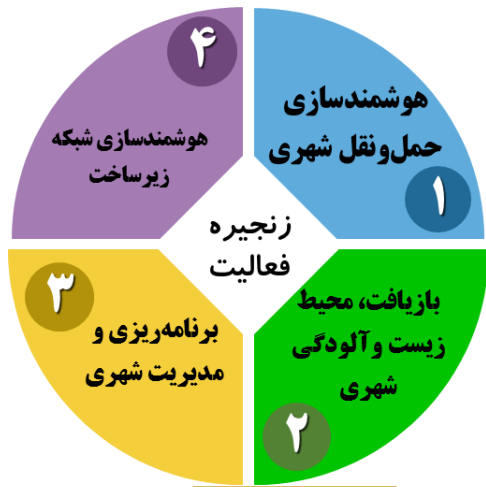 زنجیره
فعالیت
هوشمندسازی
حمل‌ونقل شهری
۱
بازیافت، محیط
زیست و آلودگی
شهری
۲
۳
برنامه‌ریزی و
مدیریت شهری
۴
هوشمندسازی شبکه
زیرساخت